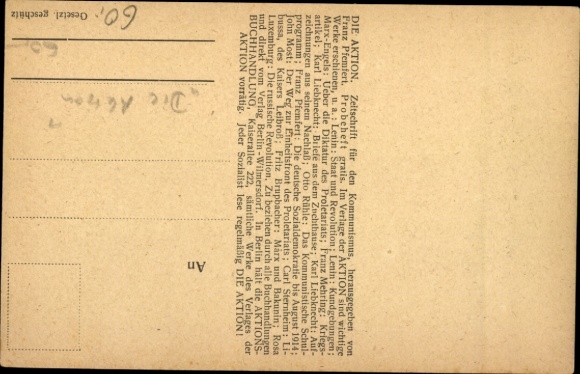 DIE AKTION. Zeitschrift für den Kommunismus, herausgegeben von
Franz Pfemfert. Probeheft gratis. Im Verlage der AKTION sind wichtige
Werke erschienen, u. a.: Lenin: Staat und Revolution; Lenin: Kundgebungen;
Marx-Engels: Ueber die Diktatur des Proletariats; Franz Mehring: Kriegs-
artikel; Karl Liebknecht: Briefe aus dem Zuchthause; Karl Liebknecht: Auf-
zeichnungen aus seinem Nachlaß; Otto Rühle: Das Kommunistische Schul-
programm; Franz Pfemfert: Die deutsche Sozialdemokratie bis August 1914;
John Most: Der Weg zur Einheitsfront des Proletariats; Carl Sternheim: Li-
bussa, des Kaisers Leibroß; Fritz Brupbacher: Marx und Bakunin; Rosa
Luxemburg: Die russische Revolution. Zu beziehen durch alle Buchhandlungen
und direkt vom Verlag Berlin-Wilmersdorf. In Berlin hält die AKTIONS-
BUCHHANDLUNG, Kaiserallee 222, sämtliche Werke des Verlages der
AKTION vorrätig. Jeder Sozialist lese regelmäßig DIE AKTION!
An
Gesetzl. geschütz
60,-
60,
"Die Aktion